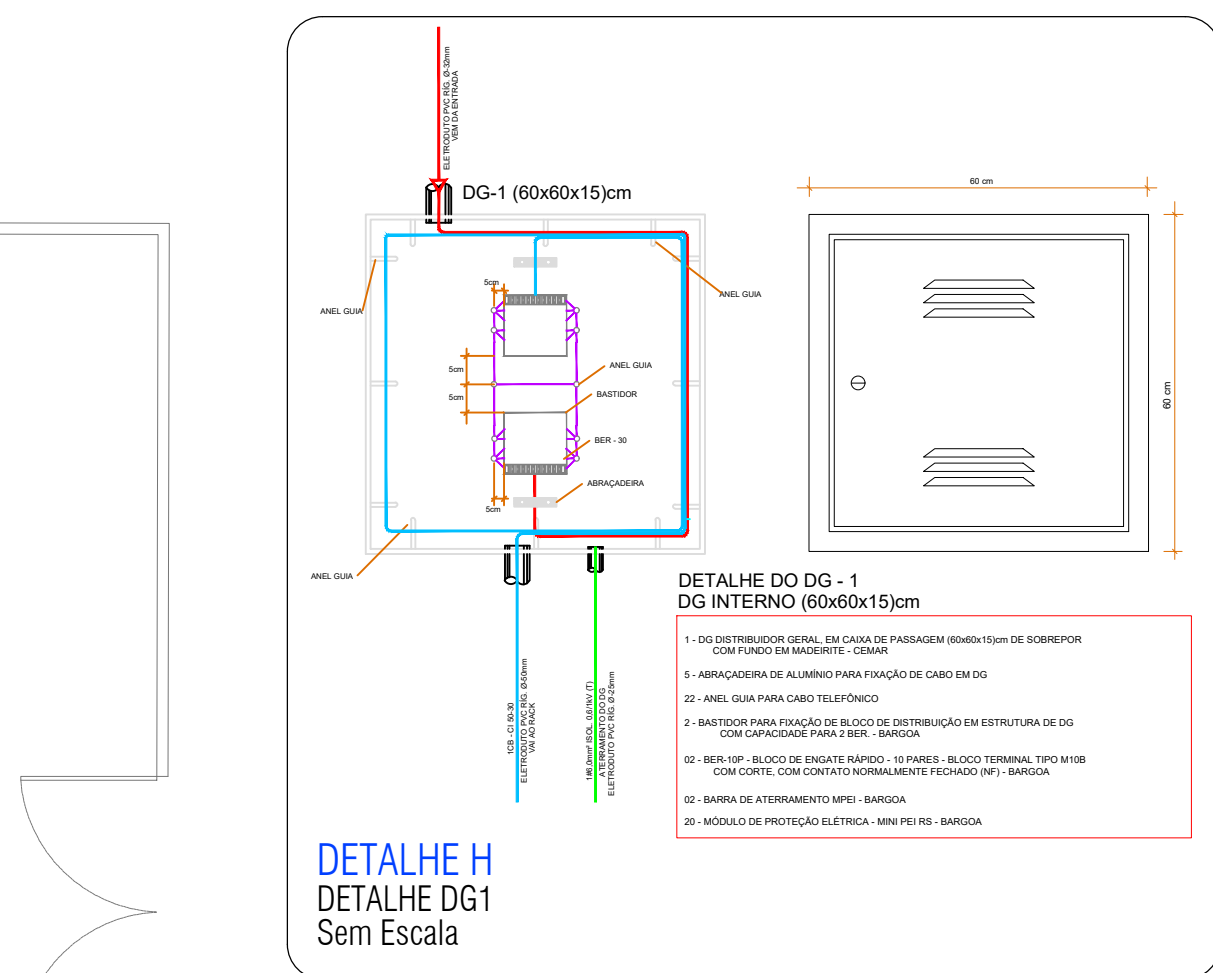 ELETRODUTO PVC RÍG. Ø-32mm
VEM DA ENTRADA
DG-1 (60x60x15)cm
60 cm
60 cm
5cm
ANEL GUIA
ANEL GUIA
5cm
ANEL GUIA
5cm
BASTIDOR
BER - 30
ABRAÇADEIRA
5cm
ANEL GUIA
1CB - CI 50-30
ELETRODUTO PVC RÍG. Ø-50mm
VAI AO RACK
1#6,0mm² ISOL. 0,6/1kV (T)
ATERRAMENTO DO DG
ELETRODUTO PVC RÍG. Ø-25mm
DETALHE DO DG - 1
DG INTERNO (60x60x15)cm
1 - DG DISTRIBUIDOR GERAL, EM CAIXA DE PASSAGEM (60x60x15)cm DE SOBREPOR
COM FUNDO EM MADEIRITE - CEMAR
5 - ABRAÇADEIRA DE ALUMÍNIO PARA FIXAÇÃO DE CABO EM DG
22 - ANEL GUIA PARA CABO TELEFÔNICO
2 - BASTIDOR PARA FIXAÇÃO DE BLOCO DE DISTRIBUIÇÃO EM ESTRUTURA DE DG
COM CAPACIDADE PARA 2 BER. - BARGOA
02 - BER-10P - BLOCO DE ENGATE RÁPIDO - 10 PARES - BLOCO TERMINAL TIPO M10B
COM CORTE, COM CONTATO NORMALMENTE FECHADO (NF) - BARGOA
02 - BARRA DE ATERRAMENTO MPEI - BARGOA
20 - MÓDULO DE PROTEÇÃO ELÉTRICA - MINI PEI RS - BARGOA
DETALHE H
DETALHE DG1
Sem Escala